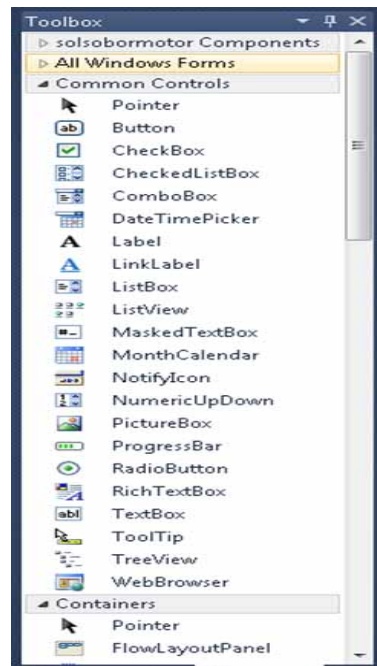 Toolbox
solsobormotor Components
All Windows Forms
Common Controls
Pointer
Button
CheckBox
CheckedListBox
ComboBox
DateTimePicker
Label
LinkLabel
ListBox
ListView
MaskedTextBox
MonthCalendar
NotifyIcon
NumericUpDown
PictureBox
ProgressBar
RadioButton
RichTextBox
TextBox
ToolTip
TreeView
WebBrowser
Containers
Pointer
FlowLayoutPanel